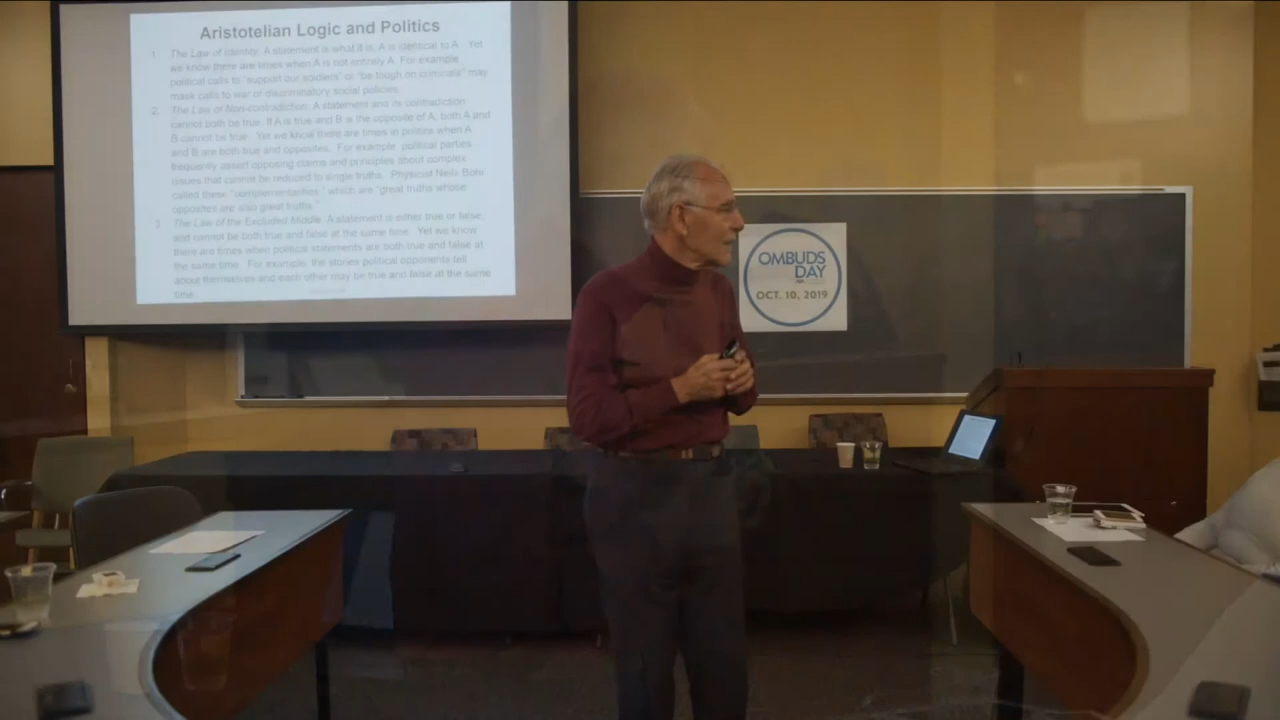 Aristotelian Logic and Politics
1. The Law of Identity: A statement is what it is. A is identical to A. Yet
we know there are times when A is not entirely A. For example
political calls to "support our soldiers" or "be tough on criminals" may
mask calls to war or discriminatory social policies.
2. The Law of Non-contradiction: A statement and its contradiction
cannot both be true. If A is true and B is the opposite of A, both A and
B cannot be true. Yet we know there are times in politics when A
and B are both true and opposites. For example, political parties
frequently assert opposing claims and principles about complex
issues that cannot be reduced to single truths. Physicist Neils Bohr
called these "complementarities," which are "great truths whose
opposites are also great truths."
3. The Law of the Excluded Middle: A statement is either true or false,
and cannot be both true and false at the same time. Yet we know
there are times when political statements are both true and false at
the same time. For example, the stories political opponents tell
about themselves and each other may be true and false at the same
time.
OMBUDS
DAY
OCT. 10, 2019